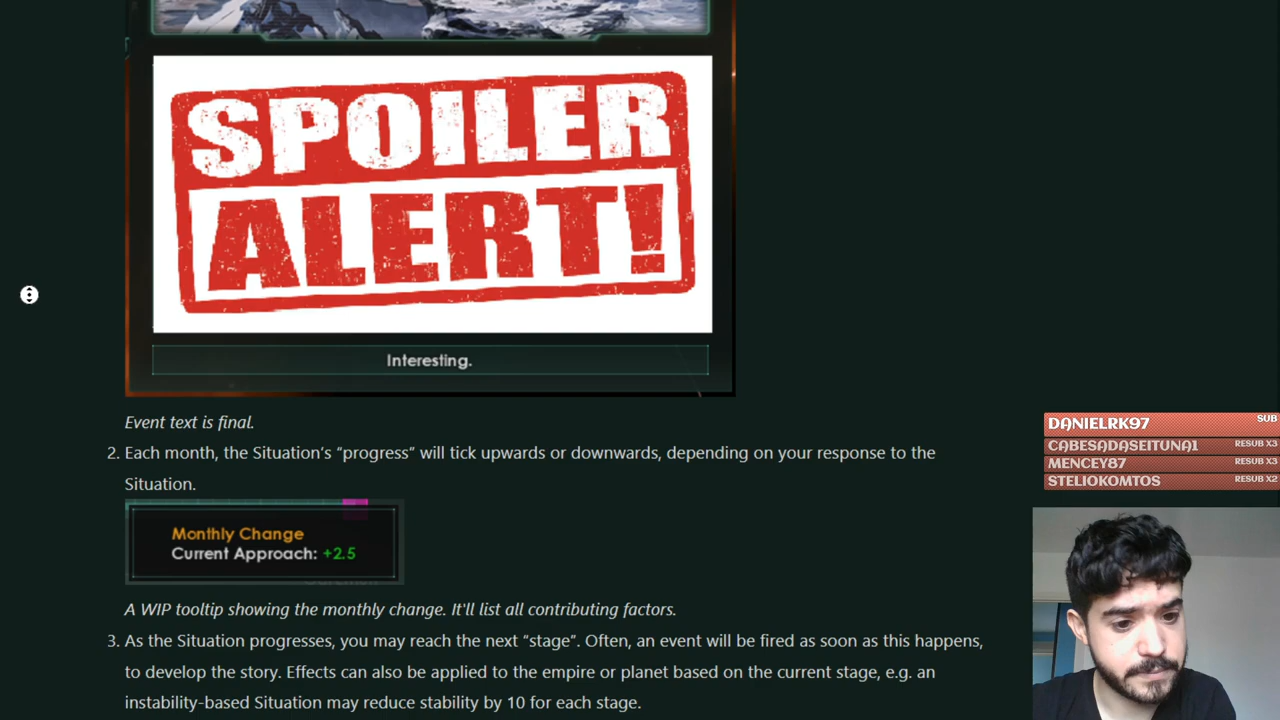 SPOILER
ALERT!
Interesting.
Event text is final.
2. Each month, the Situation's “progress” will tick upwards or downwards, depending on your response to the
Situation.
Monthly Change
Current Approach: +2.5
A WIP tooltip showing the monthly change. It'll list all contributing factors.
3. As the Situation progresses, you may reach the next “stage”. Often, an event will be fired as soon as this happens,
to develop the story. Effects can also be applied to the empire or planet based on the current stage, e.g. an
instability-based Situation may reduce stability by 10 for each stage.
DANIELRK97 SUB
CABESADASEITUNA1 RESUB X3
MENCEY87 RESUB X3
STELIOKOMTOS RESUB X2